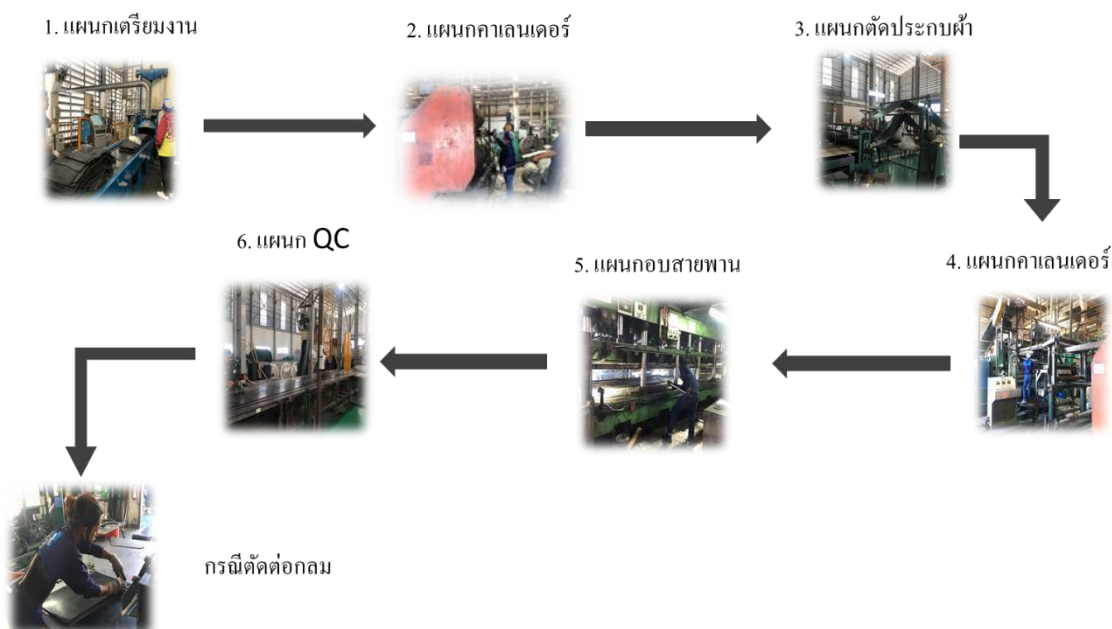 1. แผนกเตรียมงาน
2. แผนกคาเลนเดอร์
3. แผนกตัดประกบผ้า
4. แผนกคาเลนเดอร์
5. แผนกอบสายพาน
6. แผนก QC
กรณีตัดต่อกลม